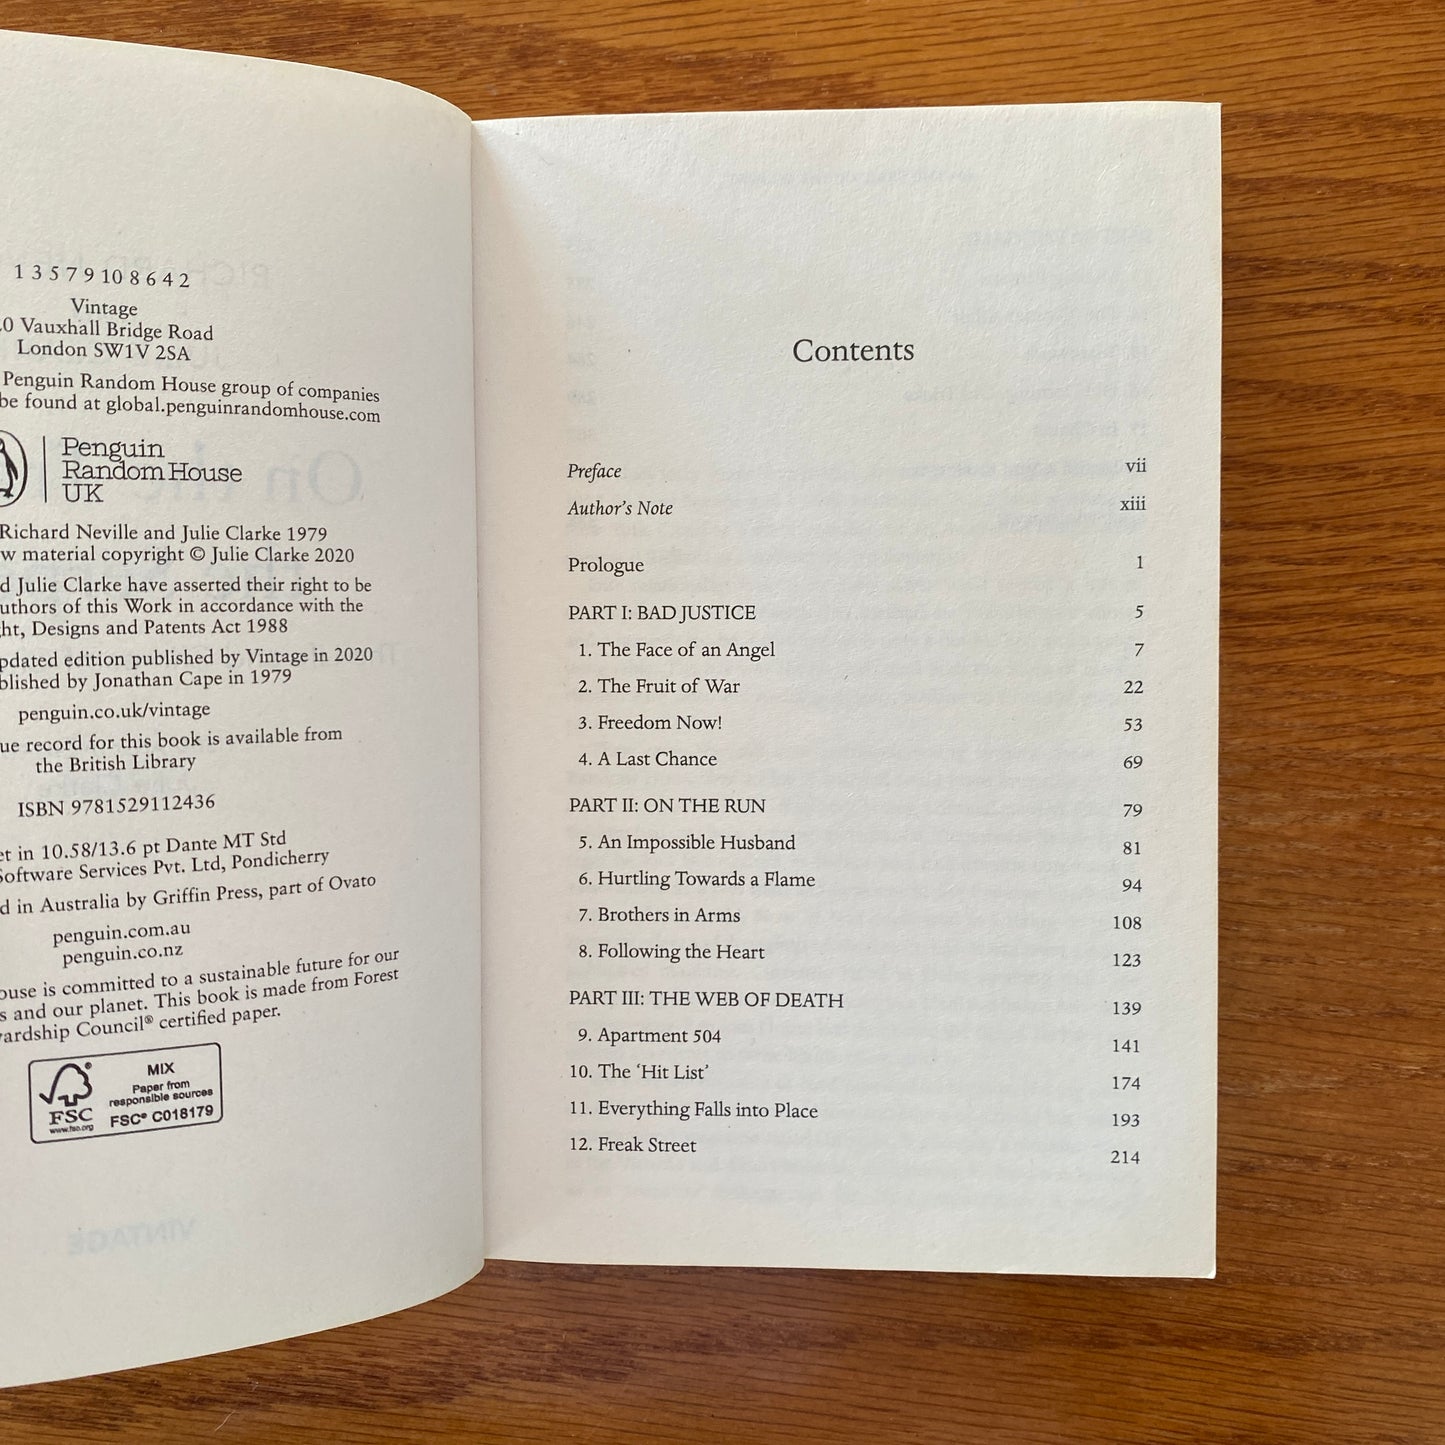 1 3 5 7 9 10 8 6 4 2
Vintage
0 Vauxhall Bridge Road
London SW1V 2SA
Penguin Random House group of companies
be found at global.penguinrandomhouse.com
Penguin
Random House
UK
Richard Neville and Julie Clarke 1979
material copyright © Julie Clarke 2020
Julie Clarke have asserted their right to be
of this Work in accordance with the
Designs and Patents Act 1988
edition published by Vintage in 2020
by Jonathan Cape in 1979
penguin.co.uk/vintage
record for this book is available from
the British Library
ISBN 9781529112436
in 10.58/13.6 pt Dante MT Std
Software Services Pvt. Ltd, Pondicherry
in Australia by Griffin Press, part of Ovato
penguin.com.au
penguin.co.nz
is committed to a sustainable future for our
and our planet. This book is made from Forest
Council® certified paper.
FSC
www.fsc.org
MIX
Paper from
responsible sources
FSC® C018179
Contents
Preface vii
Author's Note xiii
Prologue 1
PART I: BAD JUSTICE 5
1. The Face of an Angel 7
2. The Fruit of War 22
3. Freedom Now! 53
4. A Last Chance 69
PART II: ON THE RUN 79
5. An Impossible Husband 81
6. Hurtling Towards a Flame 94
7. Brothers in Arms 108
8. Following the Heart 123
PART III: THE WEB OF DEATH 139
9. Apartment 504 141
10. The ‘Hit List’ 174
11. Everything Falls into Place 193
12. Freak Street 214